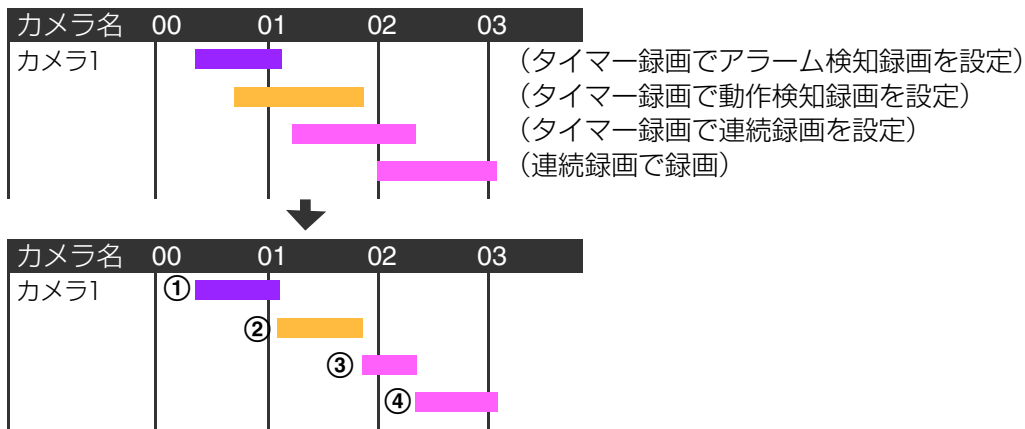 カメラ名 00 01 02 03
カメラ1 （タイマー録画でアラーム検知録画を設定）
（タイマー録画で動作検知録画を設定）
（タイマー録画で連続録画を設定）
（連続録画で録画）
カメラ名 00 01 02 03
カメラ1 ①
②
③
④